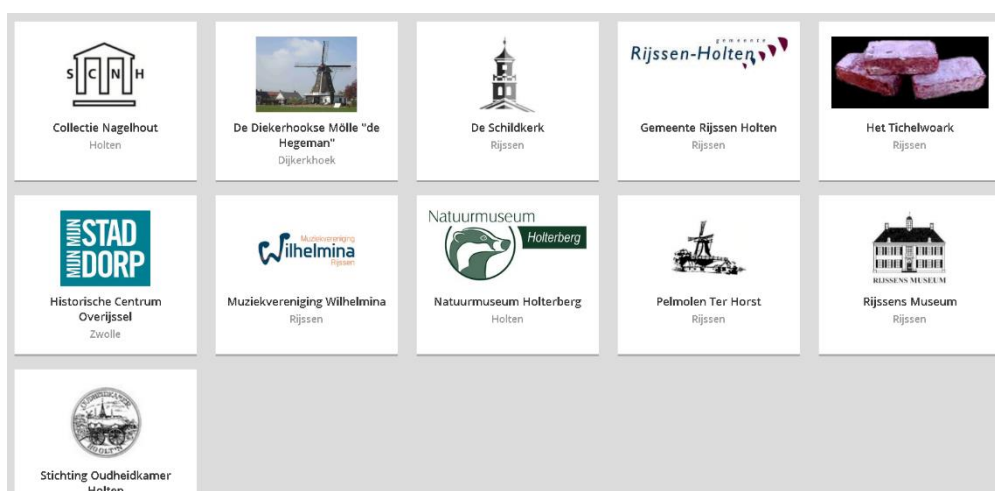 SCNH
Collectie Nagelhout
Holten
De Diekerhookse Mölle "de
Hegeman"
Dijkerhoek
De Schildkerk
Rijssen
gemeente
Rijssen-Holten
Gemeente Rijssen Holten
Rijssen
Het Tichelwoark
Rijssen
MIJN MIJN
STAD
DORP
Historische Centrum
Overijssel
Zwolle
Muziekvereniging
Wilhelmina
Rijssen
Muziekvereniging Wilhelmina
Rijssen
Natuurmuseum
Holterberg
Natuurmuseum Holterberg
Holten
Pelmolen Ter Horst
Rijssen
RIJSSENS MUSEUM
Rijssens Museum
Rijssen
HOOLT'N
Stichting Oudheidkamer
Holten